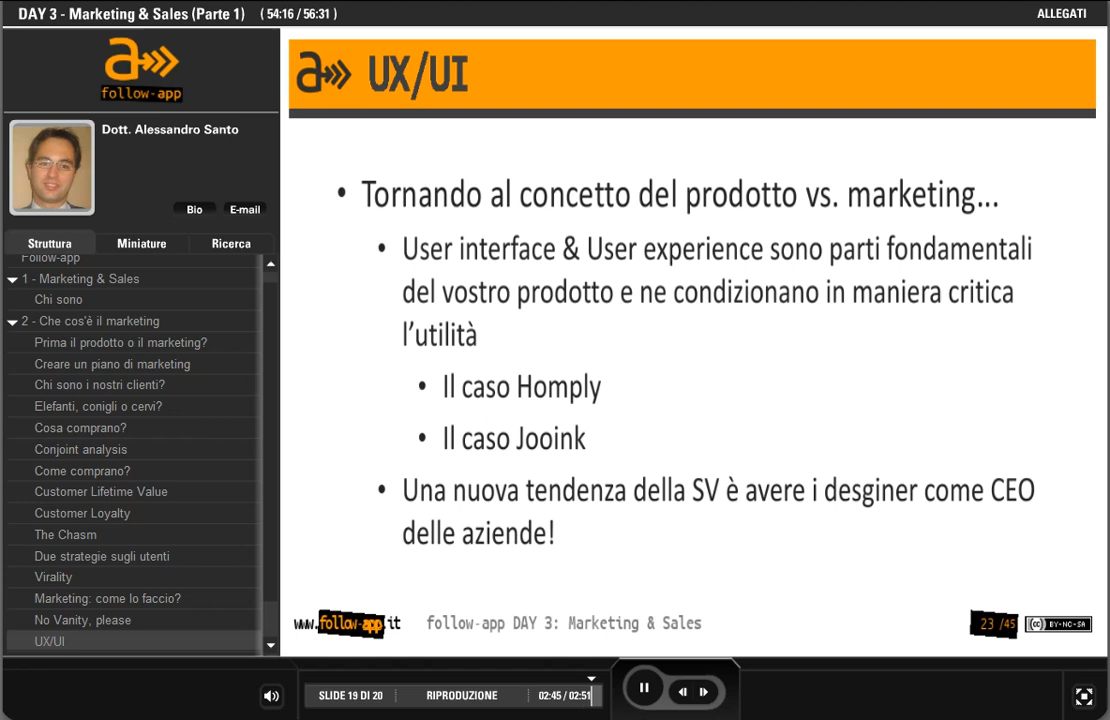 DAY 3 - Marketing & Sales (Parte 1) ( 54:16 / 56:31 )
ALLEGATI
a
follow-app
Dott. Alessandro Santo
Bio
E-mail
Struttura
Miniature
Ricerca
Follow-app
1 - Marketing & Sales
Chi sono
2 - Che cos'è il marketing
Prima il prodotto o il marketing?
Creare un piano di marketing
Chi sono i nostri clienti?
Elefanti, conigli o cervi?
Cosa comprano?
Conjoint analysis
Come comprano?
Customer Lifetime Value
Customer Loyalty
The Chasm
Due strategie sugli utenti
Virality
Marketing: come lo faccio?
No Vanity, please
UX/UI
a UX/UI
• Tornando al concetto del prodotto vs. marketing...
• User interface & User experience sono parti fondamentali
del vostro prodotto e ne condizionano in maniera critica
l'utilità
• Il caso Homply
• Il caso Jooink
• Una nuova tendenza della SV è avere i desginer come CEO
delle aziende!
www.follow-app.it
follow-app DAY 3: Marketing & Sales
23 /45
(cc) BY-NC-SA
SLIDE 19 DI 20
RIPRODUZIONE
02:45 / 02:51